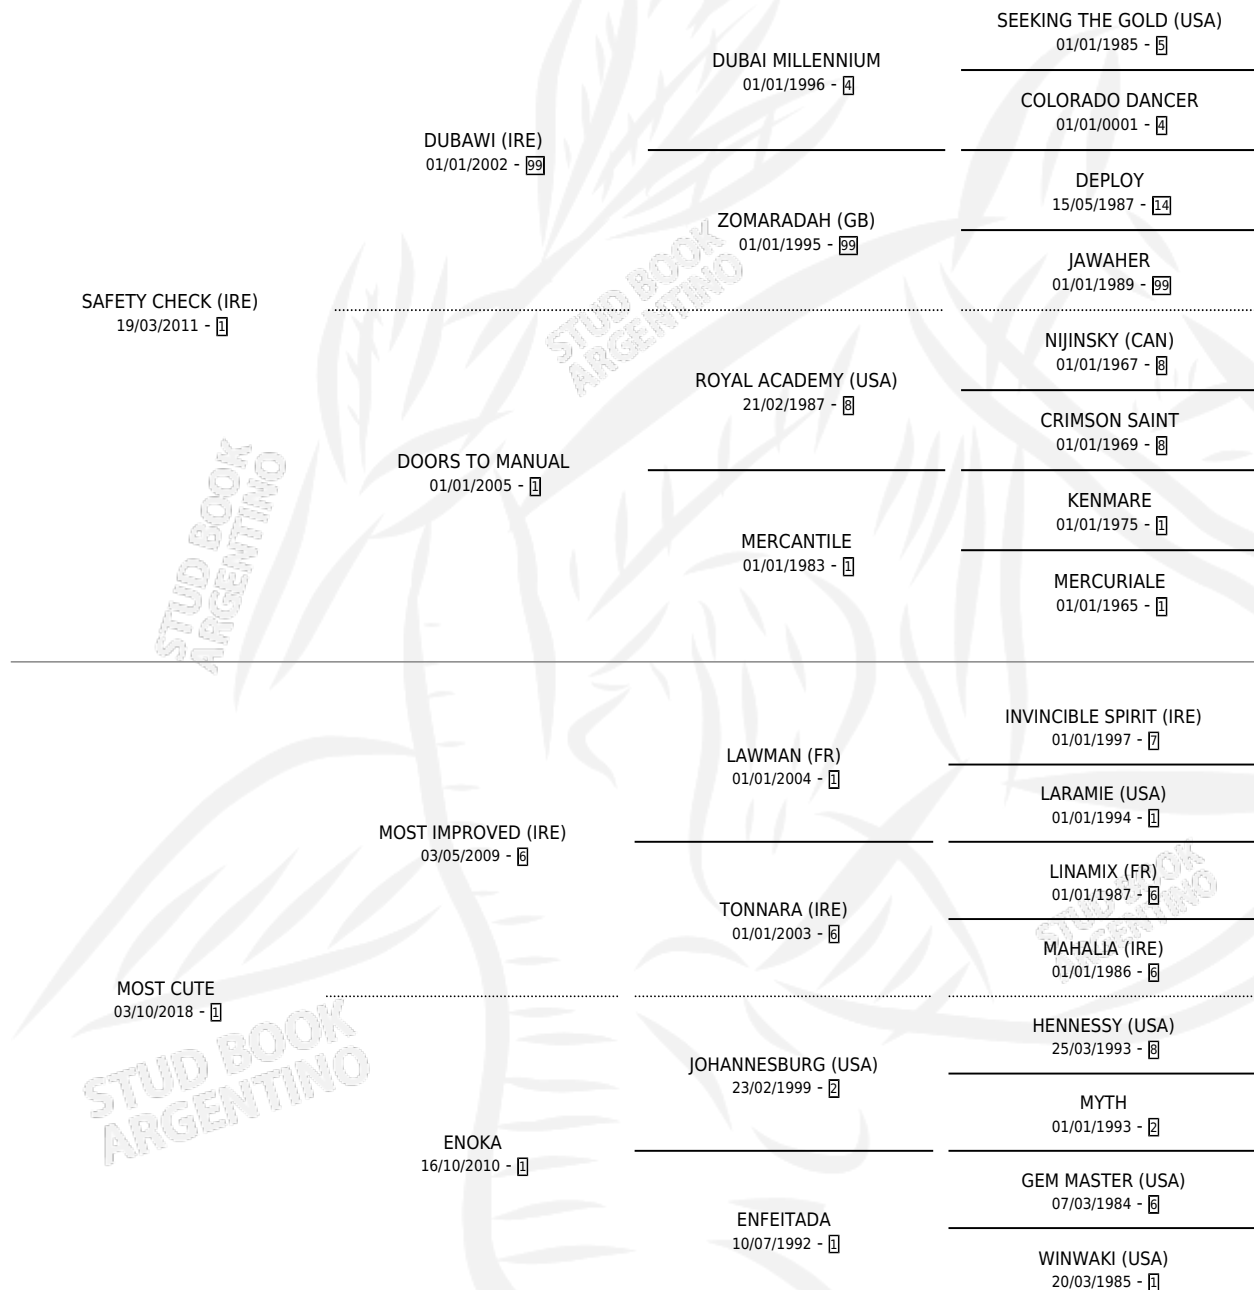 SEEKING THE GOLD (USA)
01/01/1985 - 5
DUBAI MILLENNIUM
01/01/1996 - 4
COLORADO DANCER
01/01/0001 - 4
DUBAWI (IRE)
01/01/2002 - 99
DEPLOY
15/05/1987 - 14
ZOMARADAH (GB)
01/01/1995 - 99
JAWAHER
01/01/1989 - 99
SAFETY CHECK (IRE)
19/03/2011 - 1
STUD BOOK
ARGENTINO
NIJINSKY (CAN)
01/01/1967 - 8
ROYAL ACADEMY (USA)
21/02/1987 - 8
CRIMSON SAINT
01/01/1969 - 8
DOORS TO MANUAL
01/01/2005 - 1
KENMARE
01/01/1975 - 1
MERCANTILE
01/01/1983 - 1
MERCURIALE
01/01/1965 - 1
STUD BOOK
ARGENTINO
INVINCIBLE SPIRIT (IRE)
01/01/1997 - 7
LAWMAN (FR)
01/01/2004 - 1
LARAMIE (USA)
01/01/1994 - 1
MOST IMPROVED (IRE)
03/05/2009 - 6
LINAMIX (FR)
01/01/1987 - 6
TONNARA (IRE)
01/01/2003 - 6
STUD BOOK
ARGENTINO
MAHALIA (IRE)
01/01/1986 - 6
MOST CUTE
03/10/2018 - 1
STUD BOOK
ARGENTINO
HENNESSY (USA)
25/03/1993 - 8
JOHANNESBURG (USA)
23/02/1999 - 2
MYTH
01/01/1993 - 2
ENOKA
16/10/2010 - 1
GEM MASTER (USA)
07/03/1984 - 6
ENFEITADA
10/07/1992 - 1
WINWAKI (USA)
20/03/1985 - 1